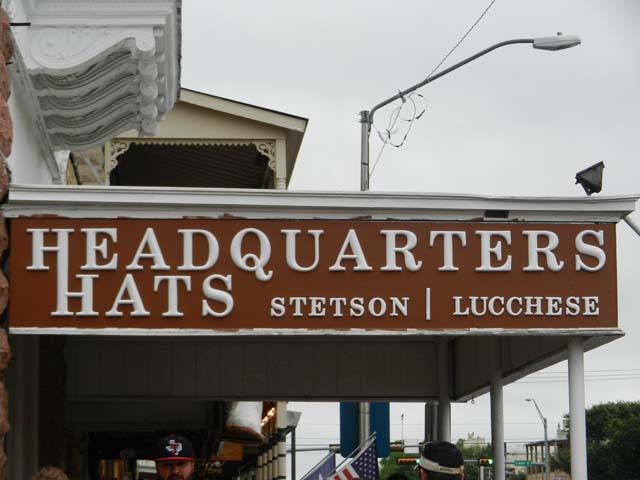 HEADQUARTERS
HATS STETSON | LUCCHESE